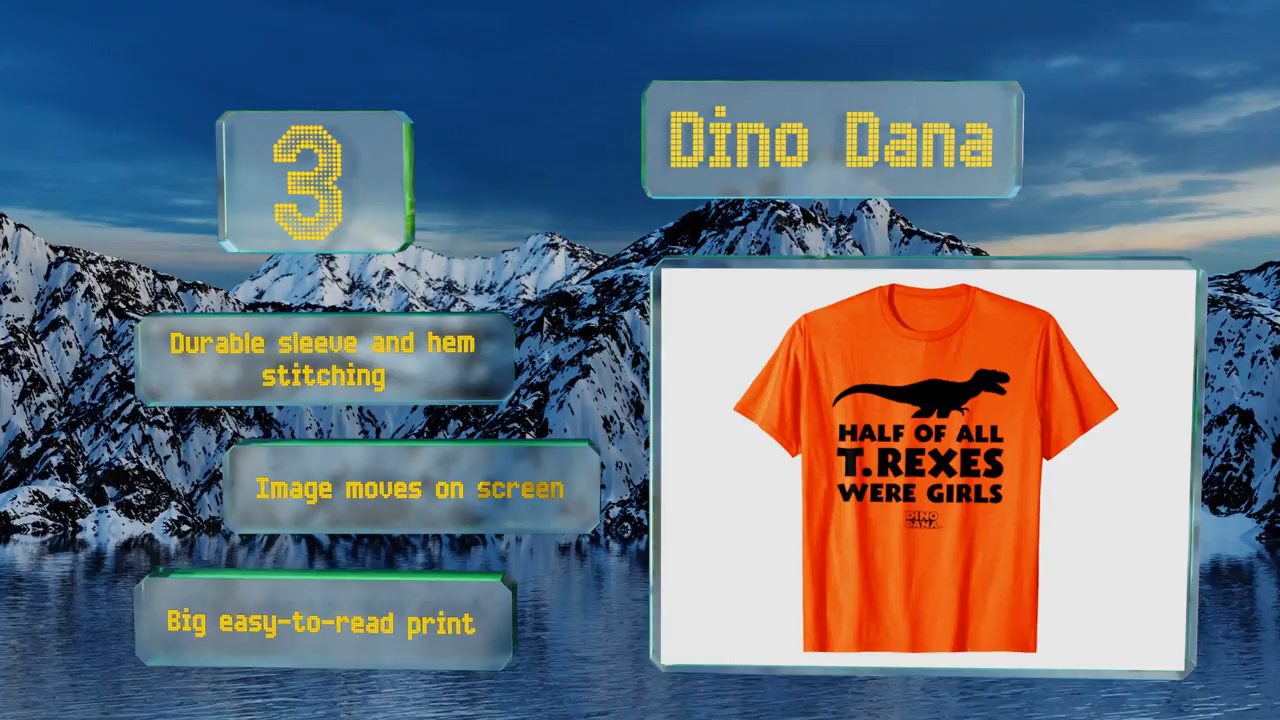 3
Dino Dana
Durable sleeve and hem
stitching
Image moves on screen
Big easy-to-read print
HALF OF ALL
T.REXES
WERE GIRLS
DINO
DANA